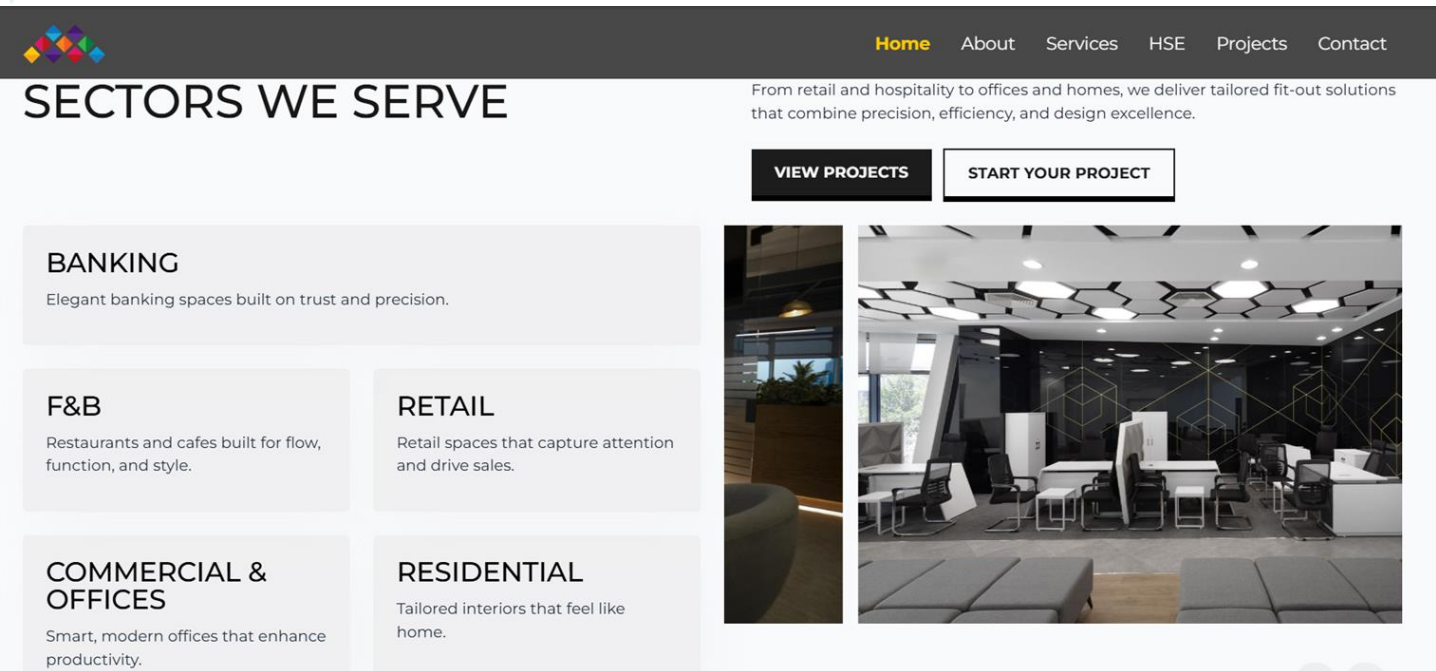 Home About Services HSE Projects Contact
SECTORS WE SERVE
From retail and hospitality to offices and homes, we deliver tailored fit-out solutions
that combine precision, efficiency, and design excellence.
VIEW PROJECTS
START YOUR PROJECT
BANKING
Elegant banking spaces built on trust and precision.
F&B
Restaurants and cafes built for flow,
function, and style.
RETAIL
Retail spaces that capture attention
and drive sales.
COMMERCIAL &
OFFICES
Smart, modern offices that enhance
productivity.
RESIDENTIAL
Tailored interiors that feel like
home.